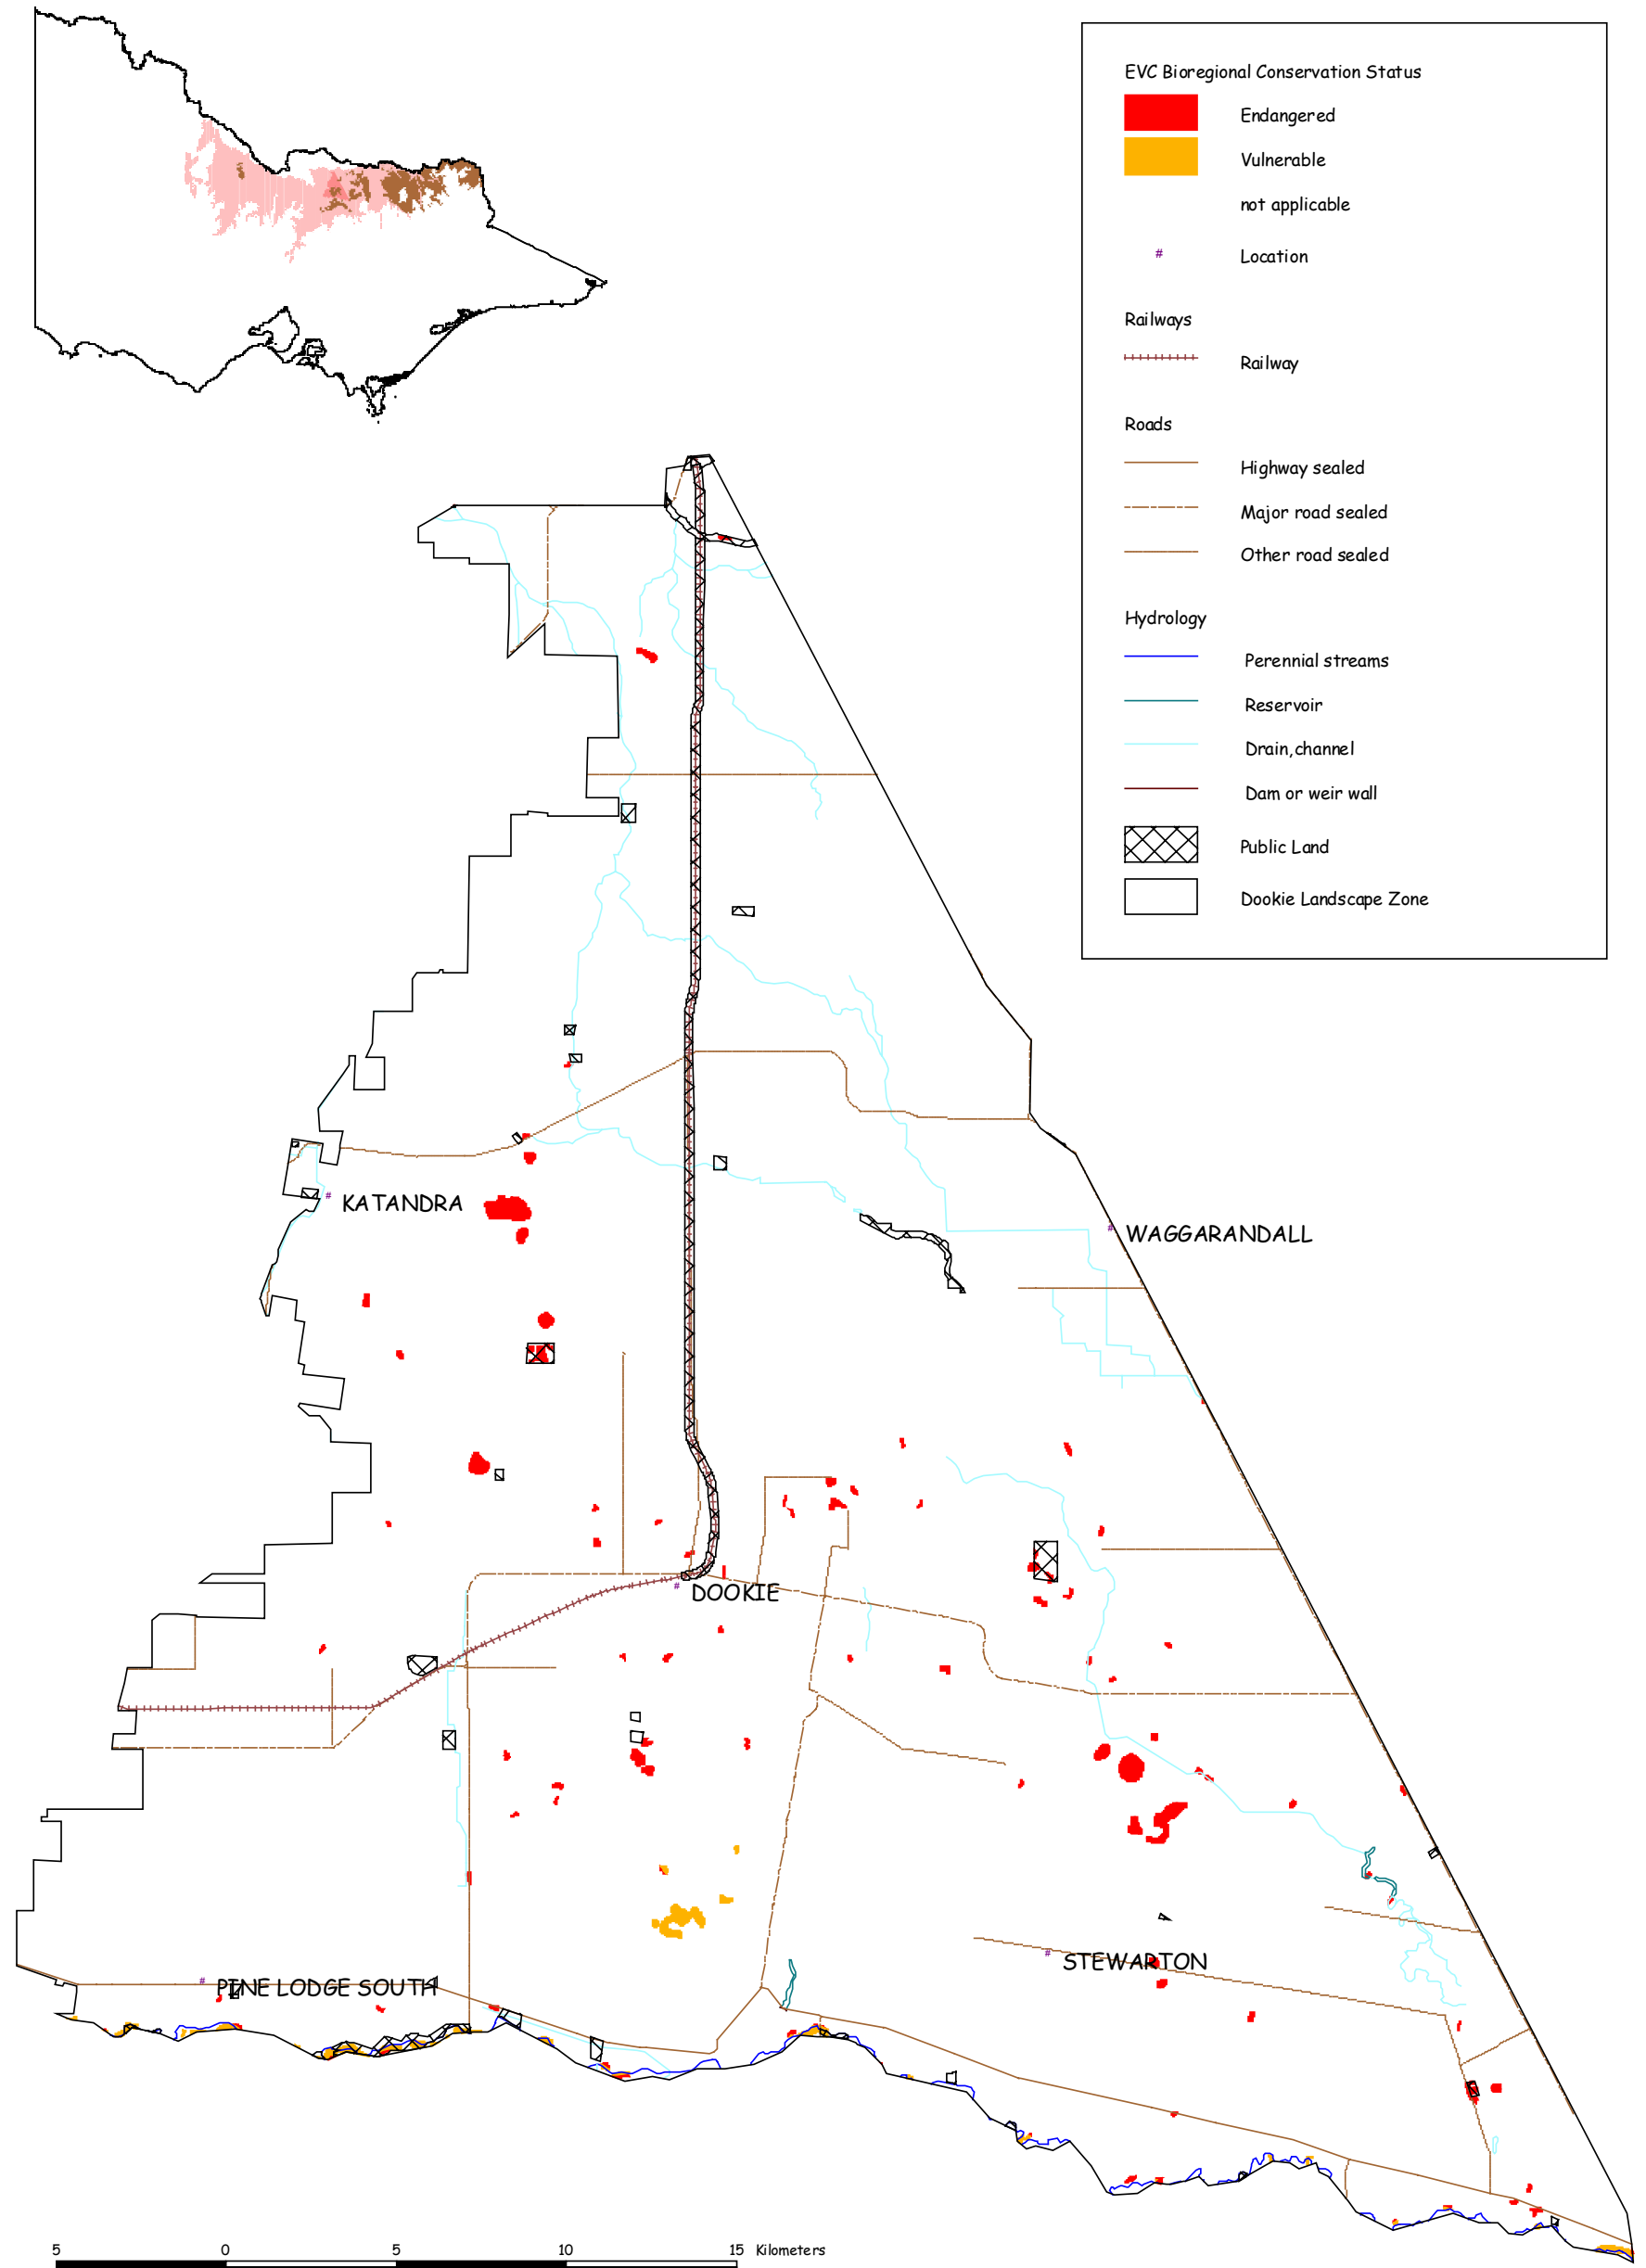 EVC Bioregional Conservation Status
Endangered
Vulnerable
not applicable
# Location
Railways
Railway
Roads
Highway sealed
Major road sealed
Other road sealed
Hydrology
Perennial streams
Reservoir
Drain,channel
Dam or weir wall
Public Land
Dookie Landscape Zone
# KATANDRA
# WAGGARANDALL
# DOOKIE
# STEWARTON
# PINE LODGE SOUTH
5 0 5 10 15 Kilometers